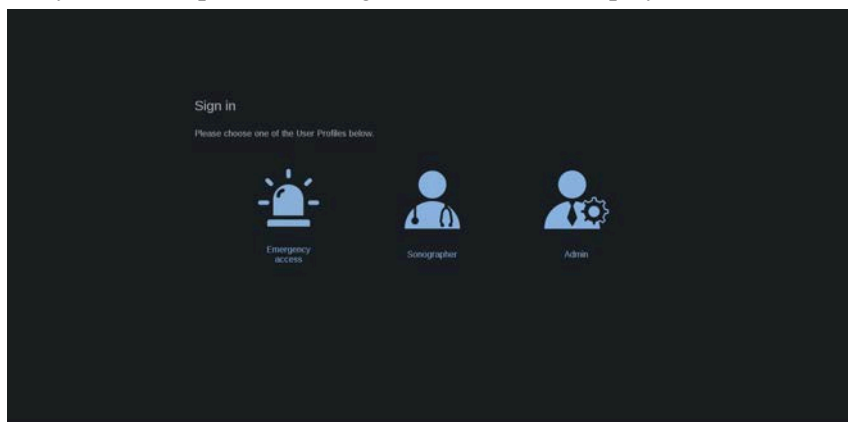 Sign in
Please choose one of the User Profiles below.
Emergency
access
Sonographer
Admin